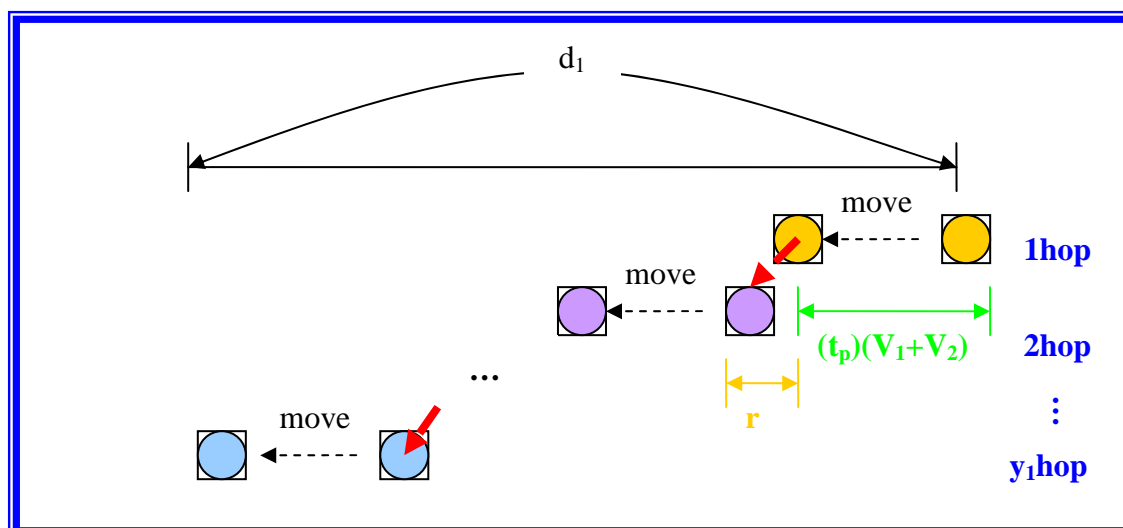 d₁
move
1hop
move
(tₚ)(V₁+V₂)
2hop
...
r
⋮
move
y₁hop